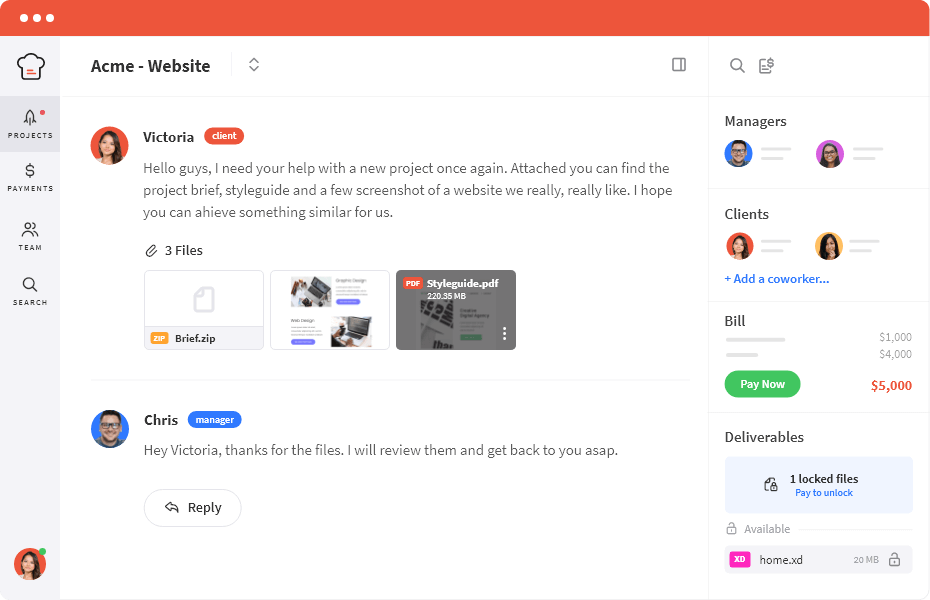 Acme - Website
PROJECTS
PAYMENTS
TEAM
SEARCH
Victoria client
Hello guys, I need your help with a new project once again. Attached you can find the
project brief, styleguide and a few screenshot of a website we really, really like. I hope
you can ahieve something similar for us.
3 Files
ZIP Brief.zip
Graphic Design
Web Design
PDF Styleguide.pdf
220.35 MB
Creative
Digital Agency
Chris manager
Hey Victoria, thanks for the files. I will review them and get back to you asap.
Reply
Managers
Clients
+ Add a coworker...
Bill
$1,000
$4,000
Pay Now $5,000
Deliverables
1 locked files
Pay to unlock
Available
XD home.xd 20 MB